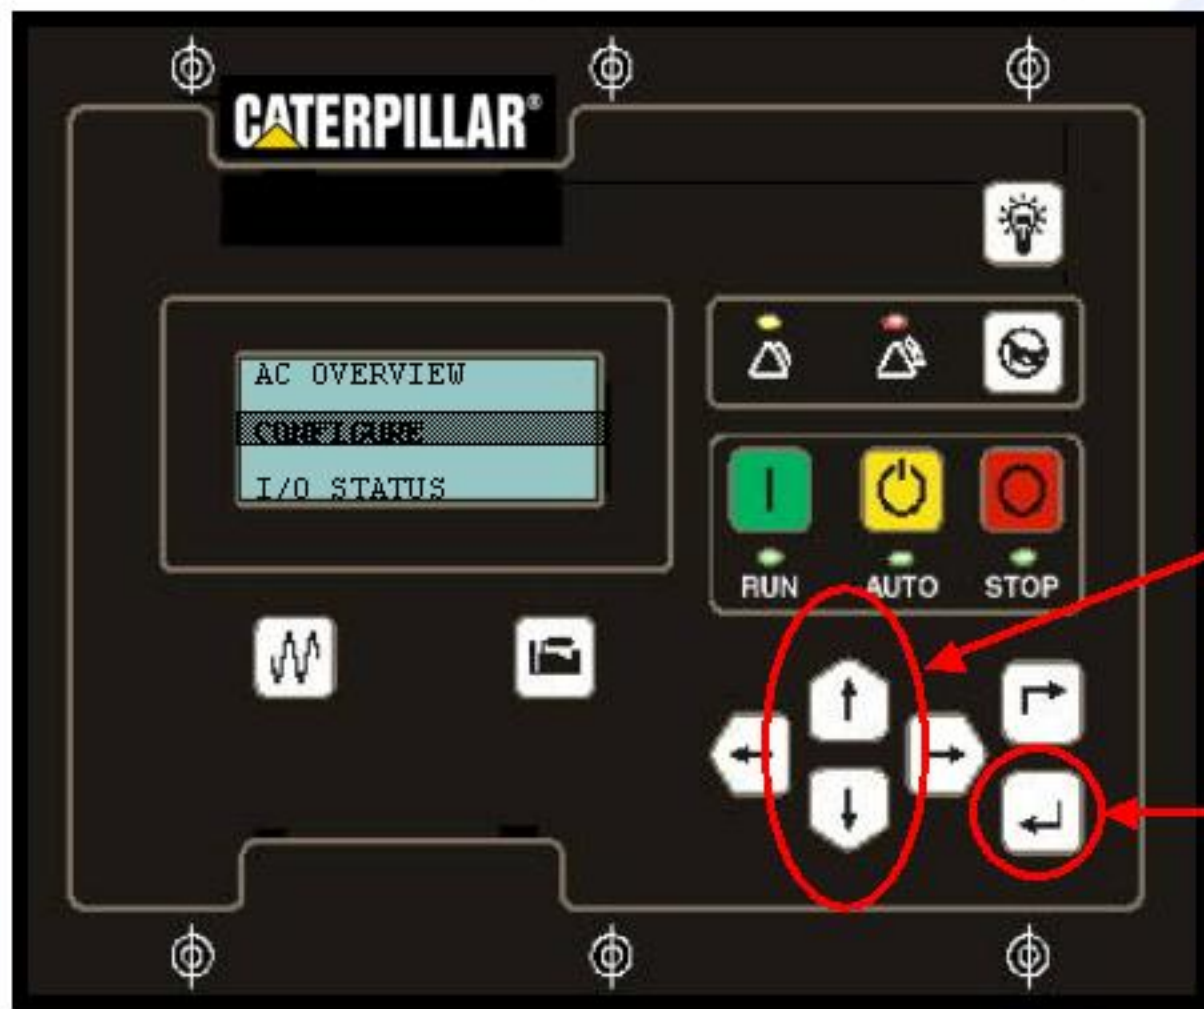 CATERPILLAR®
AC OVERVIEW
CONFIGURE
I/O STATUS
RUN AUTO STOP